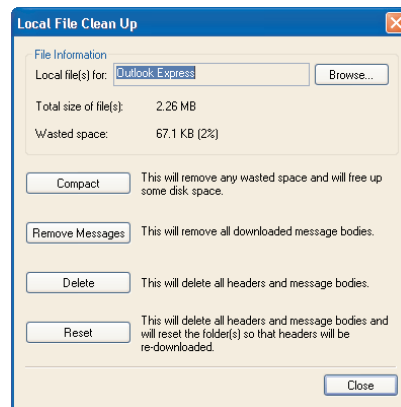 Local File Clean Up
File Information
Local file(s) for: Outlook Express Browse...
Total size of file(s): 2.26 MB
Wasted space: 67.1 KB (2%)
Compact This will remove any wasted space and will free up
some disk space.
Remove Messages This will remove all downloaded message bodies.
Delete This will delete all headers and message bodies.
This will delete all headers and message bodies and
Reset will reset the folder(s) so that headers will be
re-downloaded.
Close